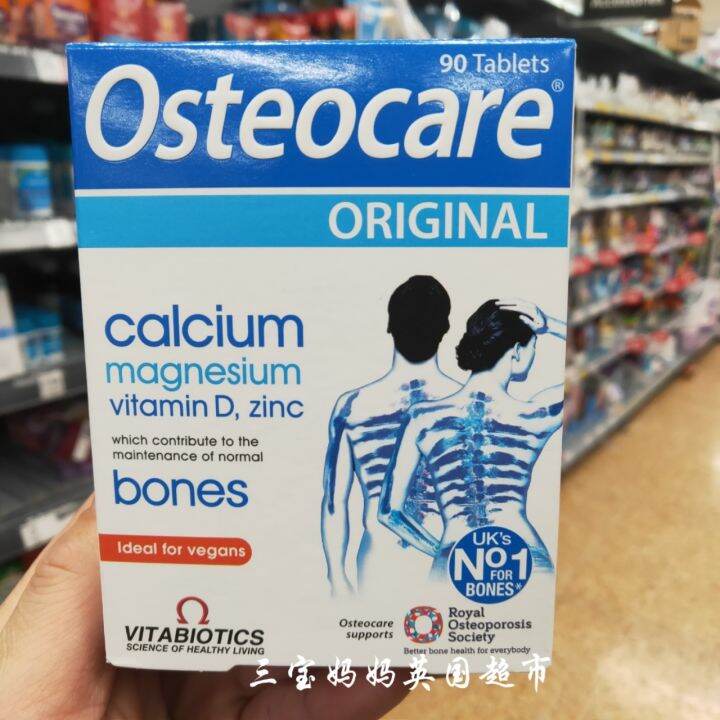 90 Tablets
Osteocare®
ORIGINAL
calcium
magnesium
vitamin D, zinc
which contribute to the
maintenance of normal
bones
Ideal for vegans
UK's
No1
FOR
BONES*
VITABIOTICS
SCIENCE OF HEALTHY LIVING
Osteocare
supports
Royal
Osteoporosis
Society
Better bone health for everybody
三宝妈妈英国超市